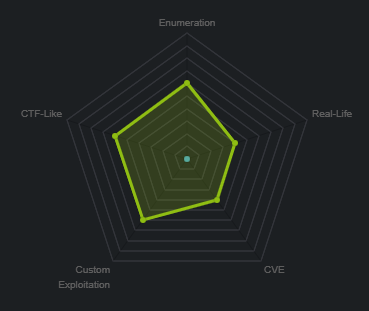 Enumeration
CTF-Like
Real-Life
Custom
Exploitation
CVE